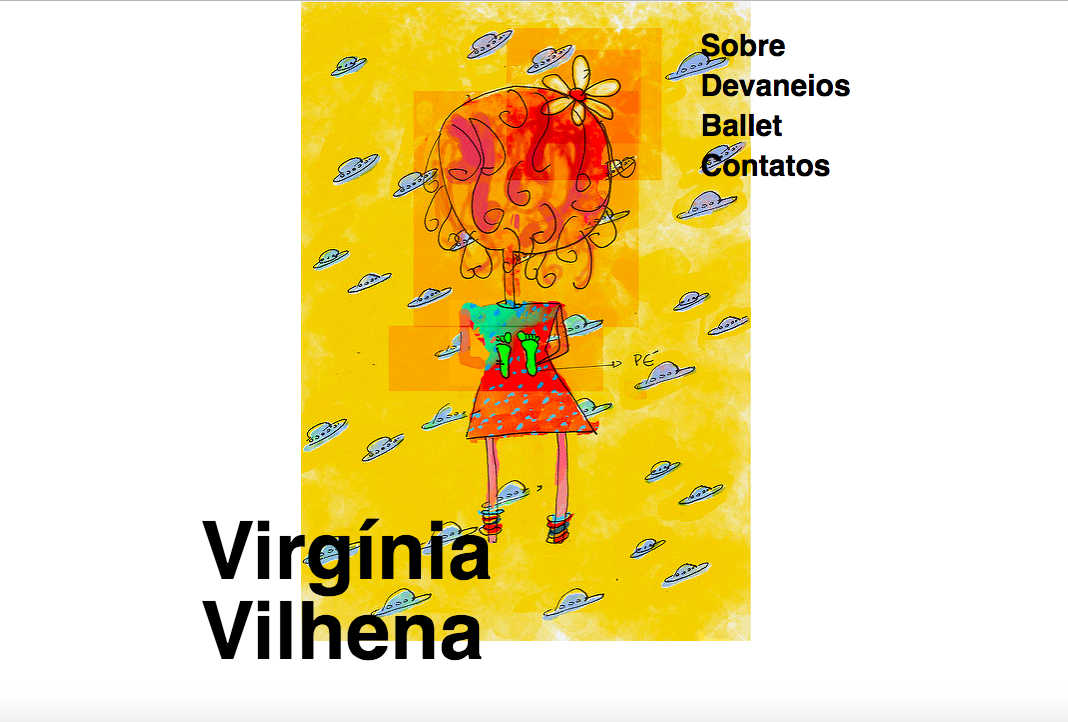 Sobre
Devaneios
Ballet
Contatos
PÉ
Virgínia
Vilhena